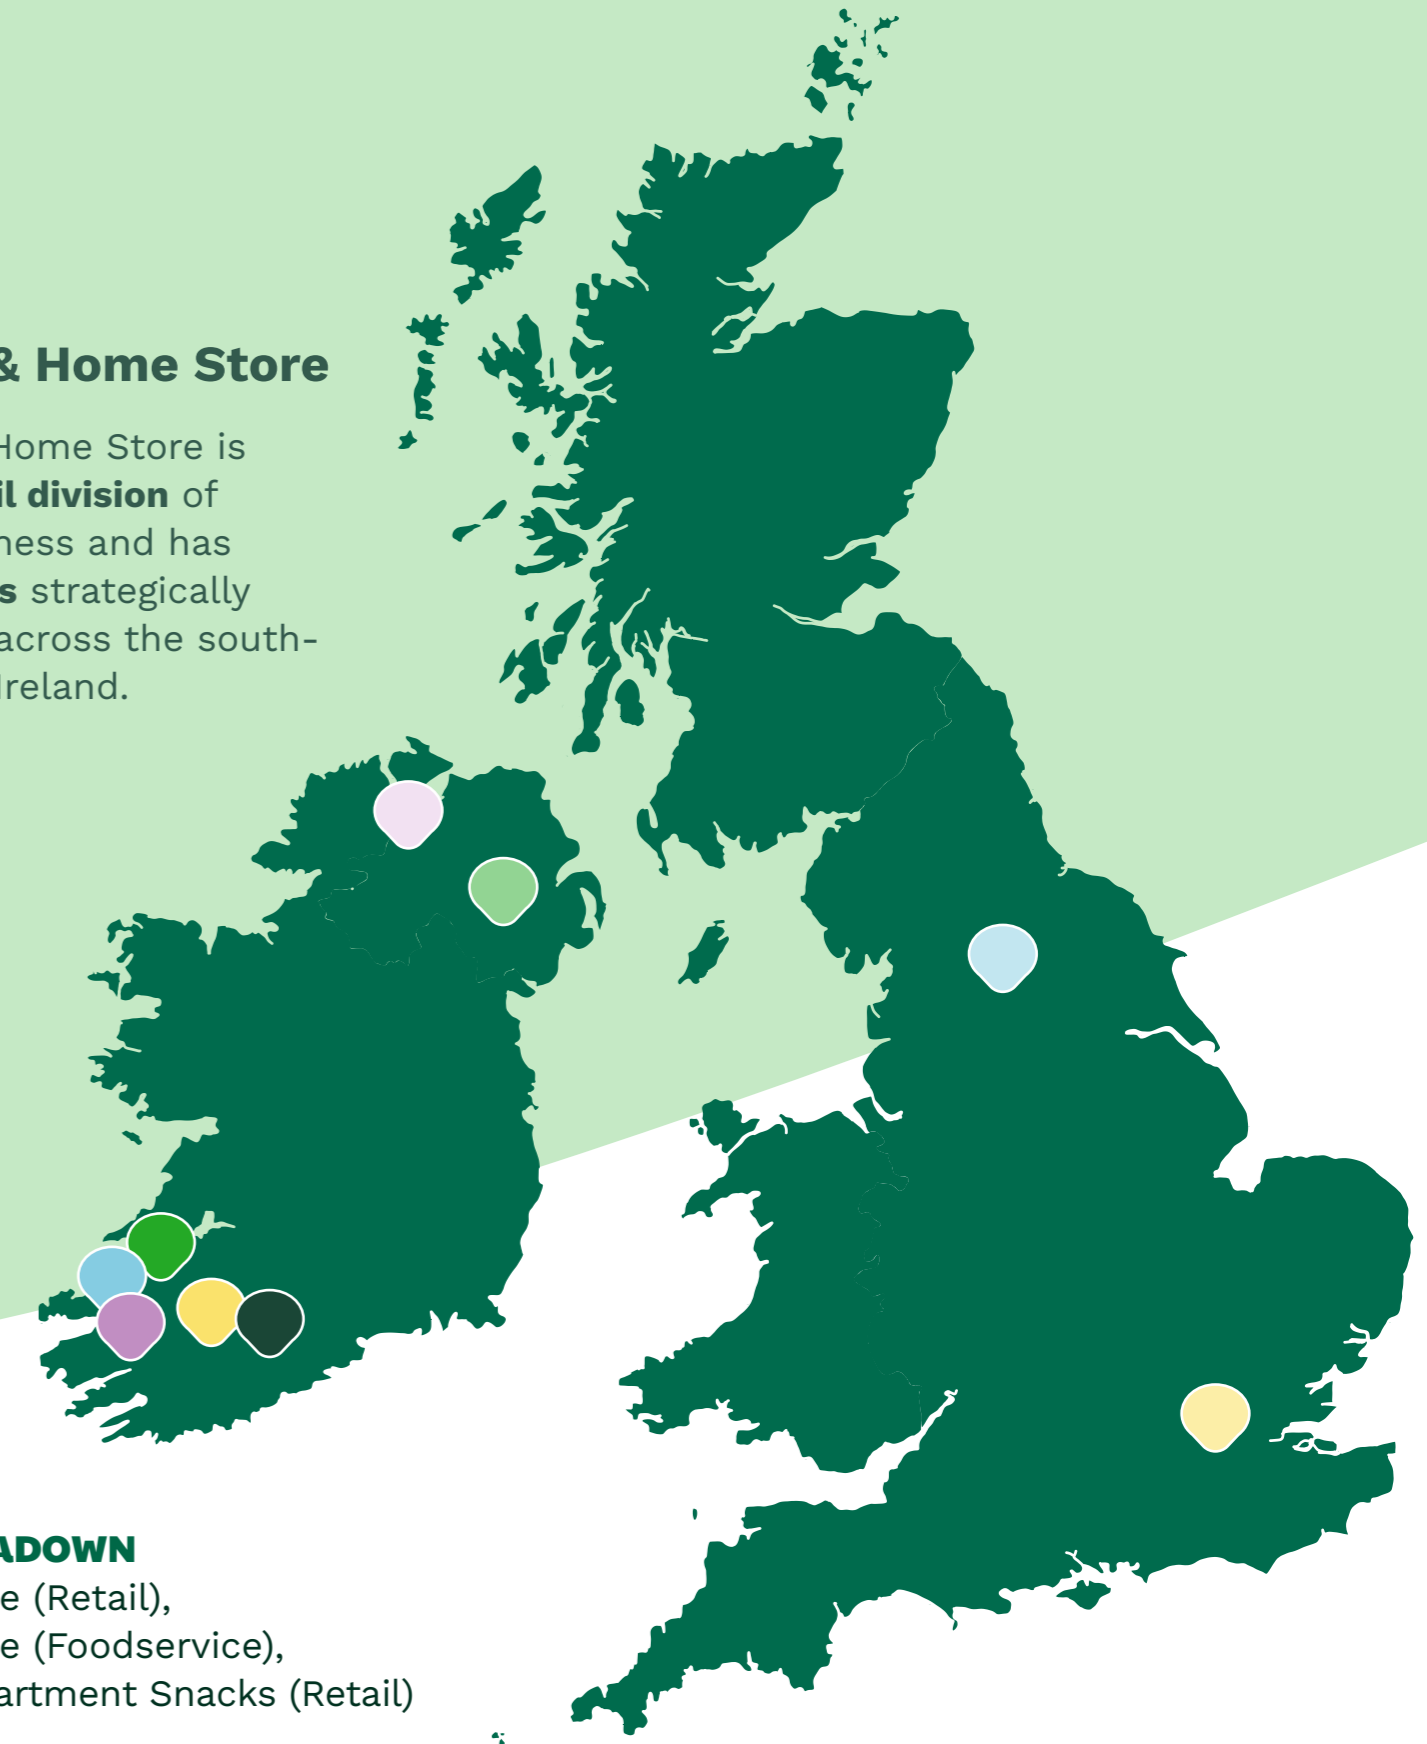 & Home Store
Home Store is
il division of
ness and has
s strategically
across the south-
Ireland.
ADOWN
e (Retail),
e (Foodservice),
artment Snacks (Retail)